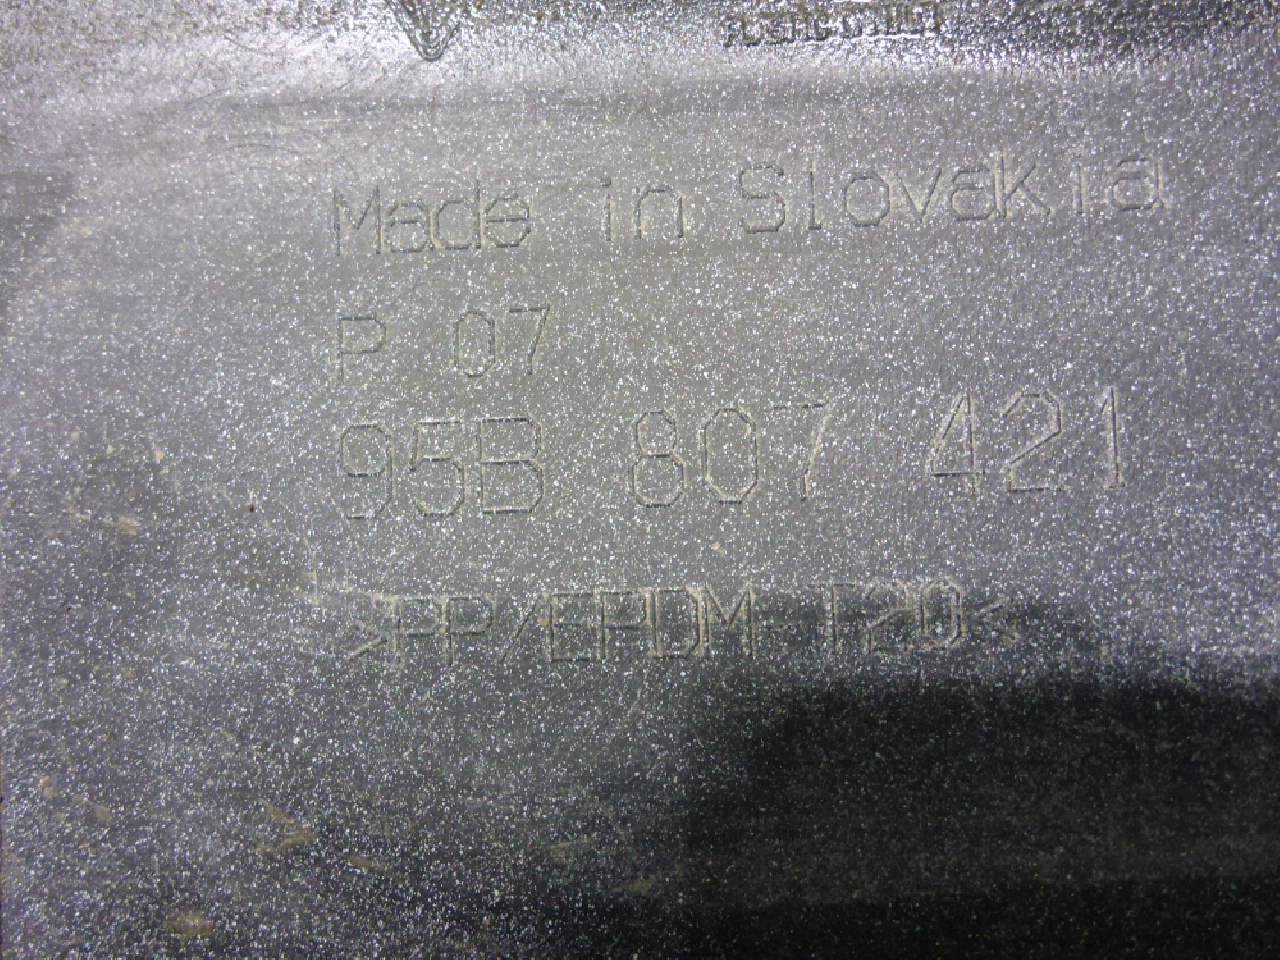 Made in Slovakia
P 07
95B 807 421
>PP/EPDM-T20<